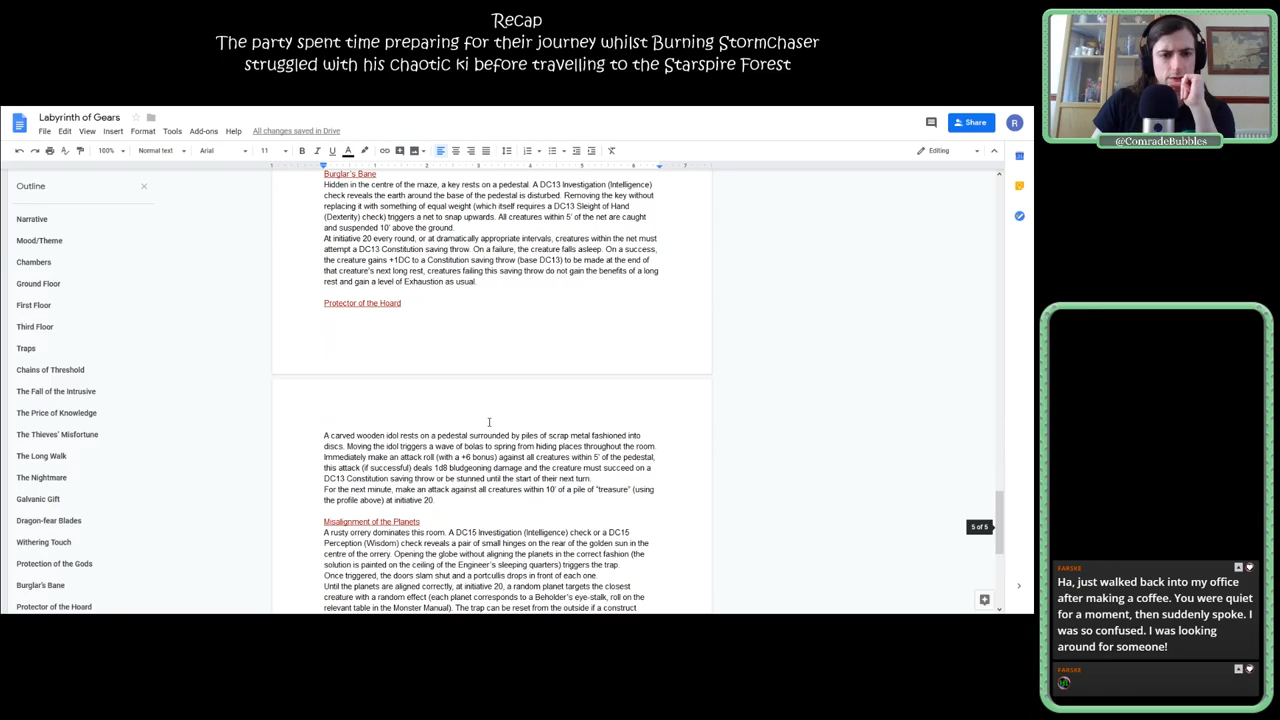 Recap
The party spent time preparing for their journey whilst Burning Stormchaser
struggled with his chaotic ki before travelling to the Starspire Forest
@ComradeBubbles
Labyrinth of Gears
File Edit View Insert Format Tools Add-ons Help All changes saved in Drive
Share
R
100% Normal text Arial 11 B I U A Editing
1 1 2 3 4 5 6 7
Outline
Narrative
Mood/Theme
Chambers
Ground Floor
First Floor
Third Floor
Traps
Chains of Threshold
The Fall of the Intrusive
The Price of Knowledge
The Thieves' Misfortune
The Long Walk
The Nightmare
Galvanic Gift
Dragon-fear Blades
Withering Touch
Protection of the Gods
Burglar's Bane
Protector of the Hoard
Burglar's Bane
Hidden in the centre of the maze, a key rests on a pedestal. A DC13 Investigation (Intelligence)
check reveals the earth around the base of the pedestal is disturbed. Removing the key without
replacing it with something of equal weight (which itself requires a DC13 Sleight of Hand
(Dexterity) check) triggers a net to snap upwards. All creatures within 5' of the net are caught
and suspended 10' above the ground.
At initiative 20 every round, or at dramatically appropriate intervals, creatures within the net must
attempt a DC13 Constitution saving throw. On a failure, the creature falls asleep. On a success,
the creature gains +1DC to a Constitution saving throw (base DC13) to be made at the end of
that creature's next long rest, creatures failing this saving throw do not gain the benefits of a long
rest and gain a level of Exhaustion as usual.
Protector of the Hoard
A carved wooden idol rests on a pedestal surrounded by piles of scrap metal fashioned into
discs. Moving the idol triggers a wave of bolas to spring from hiding places throughout the room.
Immediately make an attack roll (with a +6 bonus) against all creatures within 5' of the pedestal,
this attack (if successful) deals 1d8 bludgeoning damage and the creature must succeed on a
DC13 Constitution saving throw or be stunned until the start of their next turn.
For the next minute, make an attack against all creatures within 10' of a pile of "treasure" (using
the profile above) at initiative 20.
Misalignment of the Planets
A rusty orrery dominates this room. A DC15 Investigation (Intelligence) check or a DC15
Perception (Wisdom) check reveals a pair of small hinges on the rear of the golden sun in the
centre of the orrery. Opening the globe without aligning the planets in the correct fashion (the
solution is painted on the ceiling of the Engineer's sleeping quarters) triggers the trap.
Once triggered, the doors slam shut and a portcullis drops in front of each one.
Until the planets are aligned correctly, at initiative 20, a random planet targets the closest
creature with a random effect (each planet corresponds to a Beholder's eye-stalk, roll on the
relevant table in the Monster Manual). The trap can be reset from the outside if a construct
5 of 5
FARSKE
Ha, just walked back into my office
after making a coffee. You were quiet
for a moment, then suddenly spoke. I
was so confused. I was looking
around for someone!
FARSKE